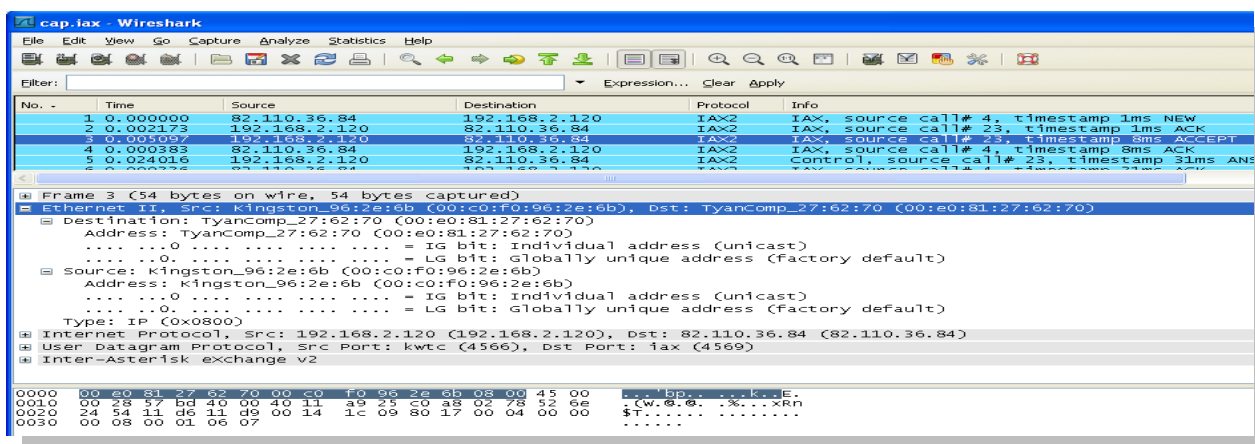 cap.iax - Wireshark
File Edit View Go Capture Analyze Statistics Help
Filter: Expression... Clear Apply
No. - Time Source Destination Protocol Info
1 0.000000 82.110.36.84 192.168.2.120 IAX2 IAX, source call# 4, timestamp 1ms NEW
2 0.002173 192.168.2.120 82.110.36.84 IAX2 IAX, source call# 23, timestamp 1ms ACK
3 0.005097 192.168.2.120 82.110.36.84 IAX2 IAX, source call# 23, timestamp 8ms ACCEPT
4 0.000383 82.110.36.84 192.168.2.120 IAX2 IAX, source call# 4, timestamp 8ms ACK
5 0.024016 192.168.2.120 82.110.36.84 IAX2 Control, source call# 23, timestamp 31ms ANS
Frame 3 (54 bytes on wire, 54 bytes captured)
Ethernet II, Src: Kingston_96:2e:6b (00:c0:f0:96:2e:6b), Dst: TyanComp_27:62:70 (00:e0:81:27:62:70)
Destination: TyanComp_27:62:70 (00:e0:81:27:62:70)
Address: TyanComp_27:62:70 (00:e0:81:27:62:70)
.... ...0 .... .... .... .... = IG bit: Individual address (unicast)
.... ..0. .... .... .... .... = LG bit: Globally unique address (factory default)
Source: Kingston_96:2e:6b (00:c0:f0:96:2e:6b)
Address: Kingston_96:2e:6b (00:c0:f0:96:2e:6b)
.... ...0 .... .... .... .... = IG bit: Individual address (unicast)
.... ..0. .... .... .... .... = LG bit: Globally unique address (factory default)
Type: IP (0x0800)
Internet Protocol, Src: 192.168.2.120 (192.168.2.120), Dst: 82.110.36.84 (82.110.36.84)
User Datagram Protocol, Src Port: kwtc (4566), Dst Port: iax (4569)
Inter-Asterisk eXchange v2
0000 00 e0 81 27 62 70 00 c0 f0 96 2e 6b 08 00 45 00 ...'bp.. ...k..E.
0010 00 28 57 bd 40 00 40 11 a9 25 c0 a8 02 78 52 6e .(W.@.@. .%...xRn
0020 24 54 11 d6 11 d9 00 14 1c 09 80 17 00 04 00 00 $T...... ........
0030 00 08 00 01 06 07 ......